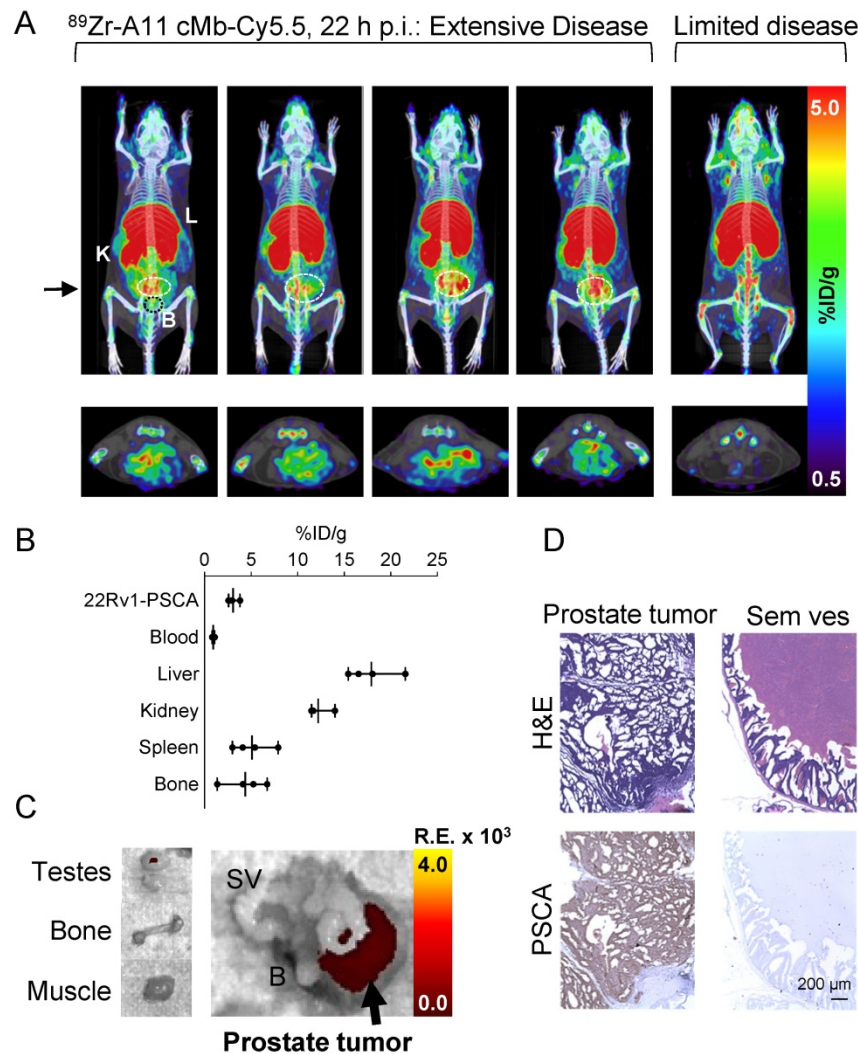 A
⁸⁹Zr-A11 cMb-Cy5.5, 22 h p.i.: Extensive Disease
Limited disease
5.0
%ID/g
0.5
L
K
B
B
%ID/g
0 5 10 15 20 25
22Rv1-PSCA
Blood
Liver
Kidney
Spleen
Bone
C
Testes
Bone
Muscle
SV
B
Prostate tumor
R.E. x 10³
4.0
0.0
D
Prostate tumor
Sem ves
H&E
PSCA
200 µm